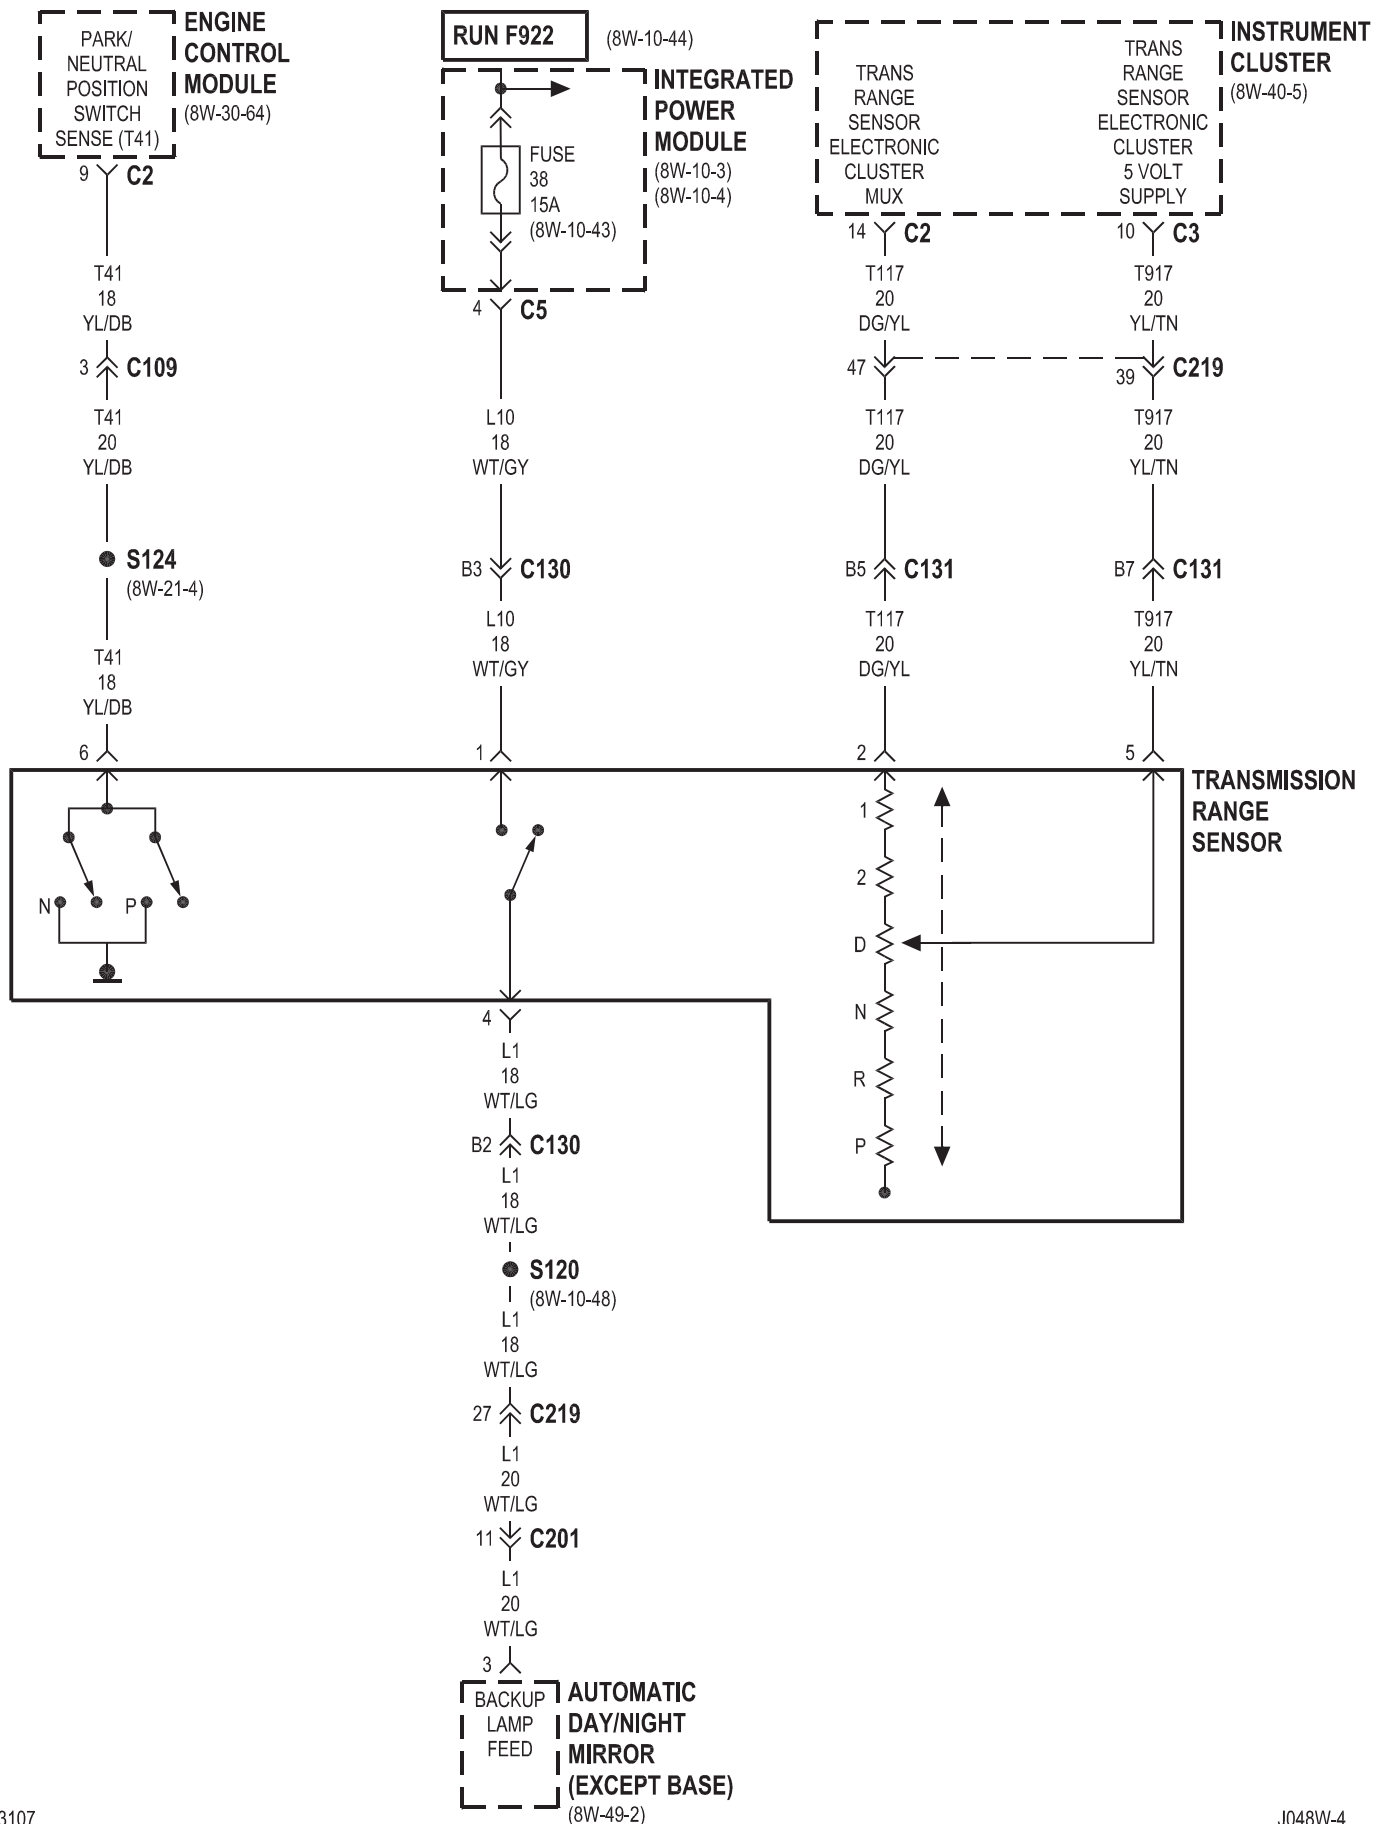 PARK/
NEUTRAL
POSITION
SWITCH
SENSE (T41)
ENGINE
CONTROL
MODULE
(8W-30-64)
9
C2
T41
18
YL/DB
3
C109
T41
20
YL/DB
S124
(8W-21-4)
T41
18
YL/DB
6
RUN F922
(8W-10-44)
INTEGRATED
POWER
MODULE
(8W-10-3)
(8W-10-4)
FUSE
38
15A
(8W-10-43)
4
C5
L10
18
WT/GY
B3
C130
L10
18
WT/GY
1
TRANS
RANGE
SENSOR
ELECTRONIC
CLUSTER
MUX
TRANS
RANGE
SENSOR
ELECTRONIC
CLUSTER
5 VOLT
SUPPLY
INSTRUMENT
CLUSTER
(8W-40-5)
14
C2
T117
20
DG/YL
47
T117
20
DG/YL
B5
C131
T117
20
DG/YL
2
10
C3
T917
20
YL/TN
39
C219
T917
20
YL/TN
B7
C131
T917
20
YL/TN
5
TRANSMISSION
RANGE
SENSOR
N
P
1
2
D
N
R
P
4
L1
18
WT/LG
B2
C130
L1
18
WT/LG
S120
(8W-10-48)
L1
18
WT/LG
27
C219
L1
20
WT/LG
11
C201
L1
20
WT/LG
3
BACKUP
LAMP
FEED
AUTOMATIC
DAY/NIGHT
MIRROR
(EXCEPT BASE)
(8W-49-2)
3107
J048W-4